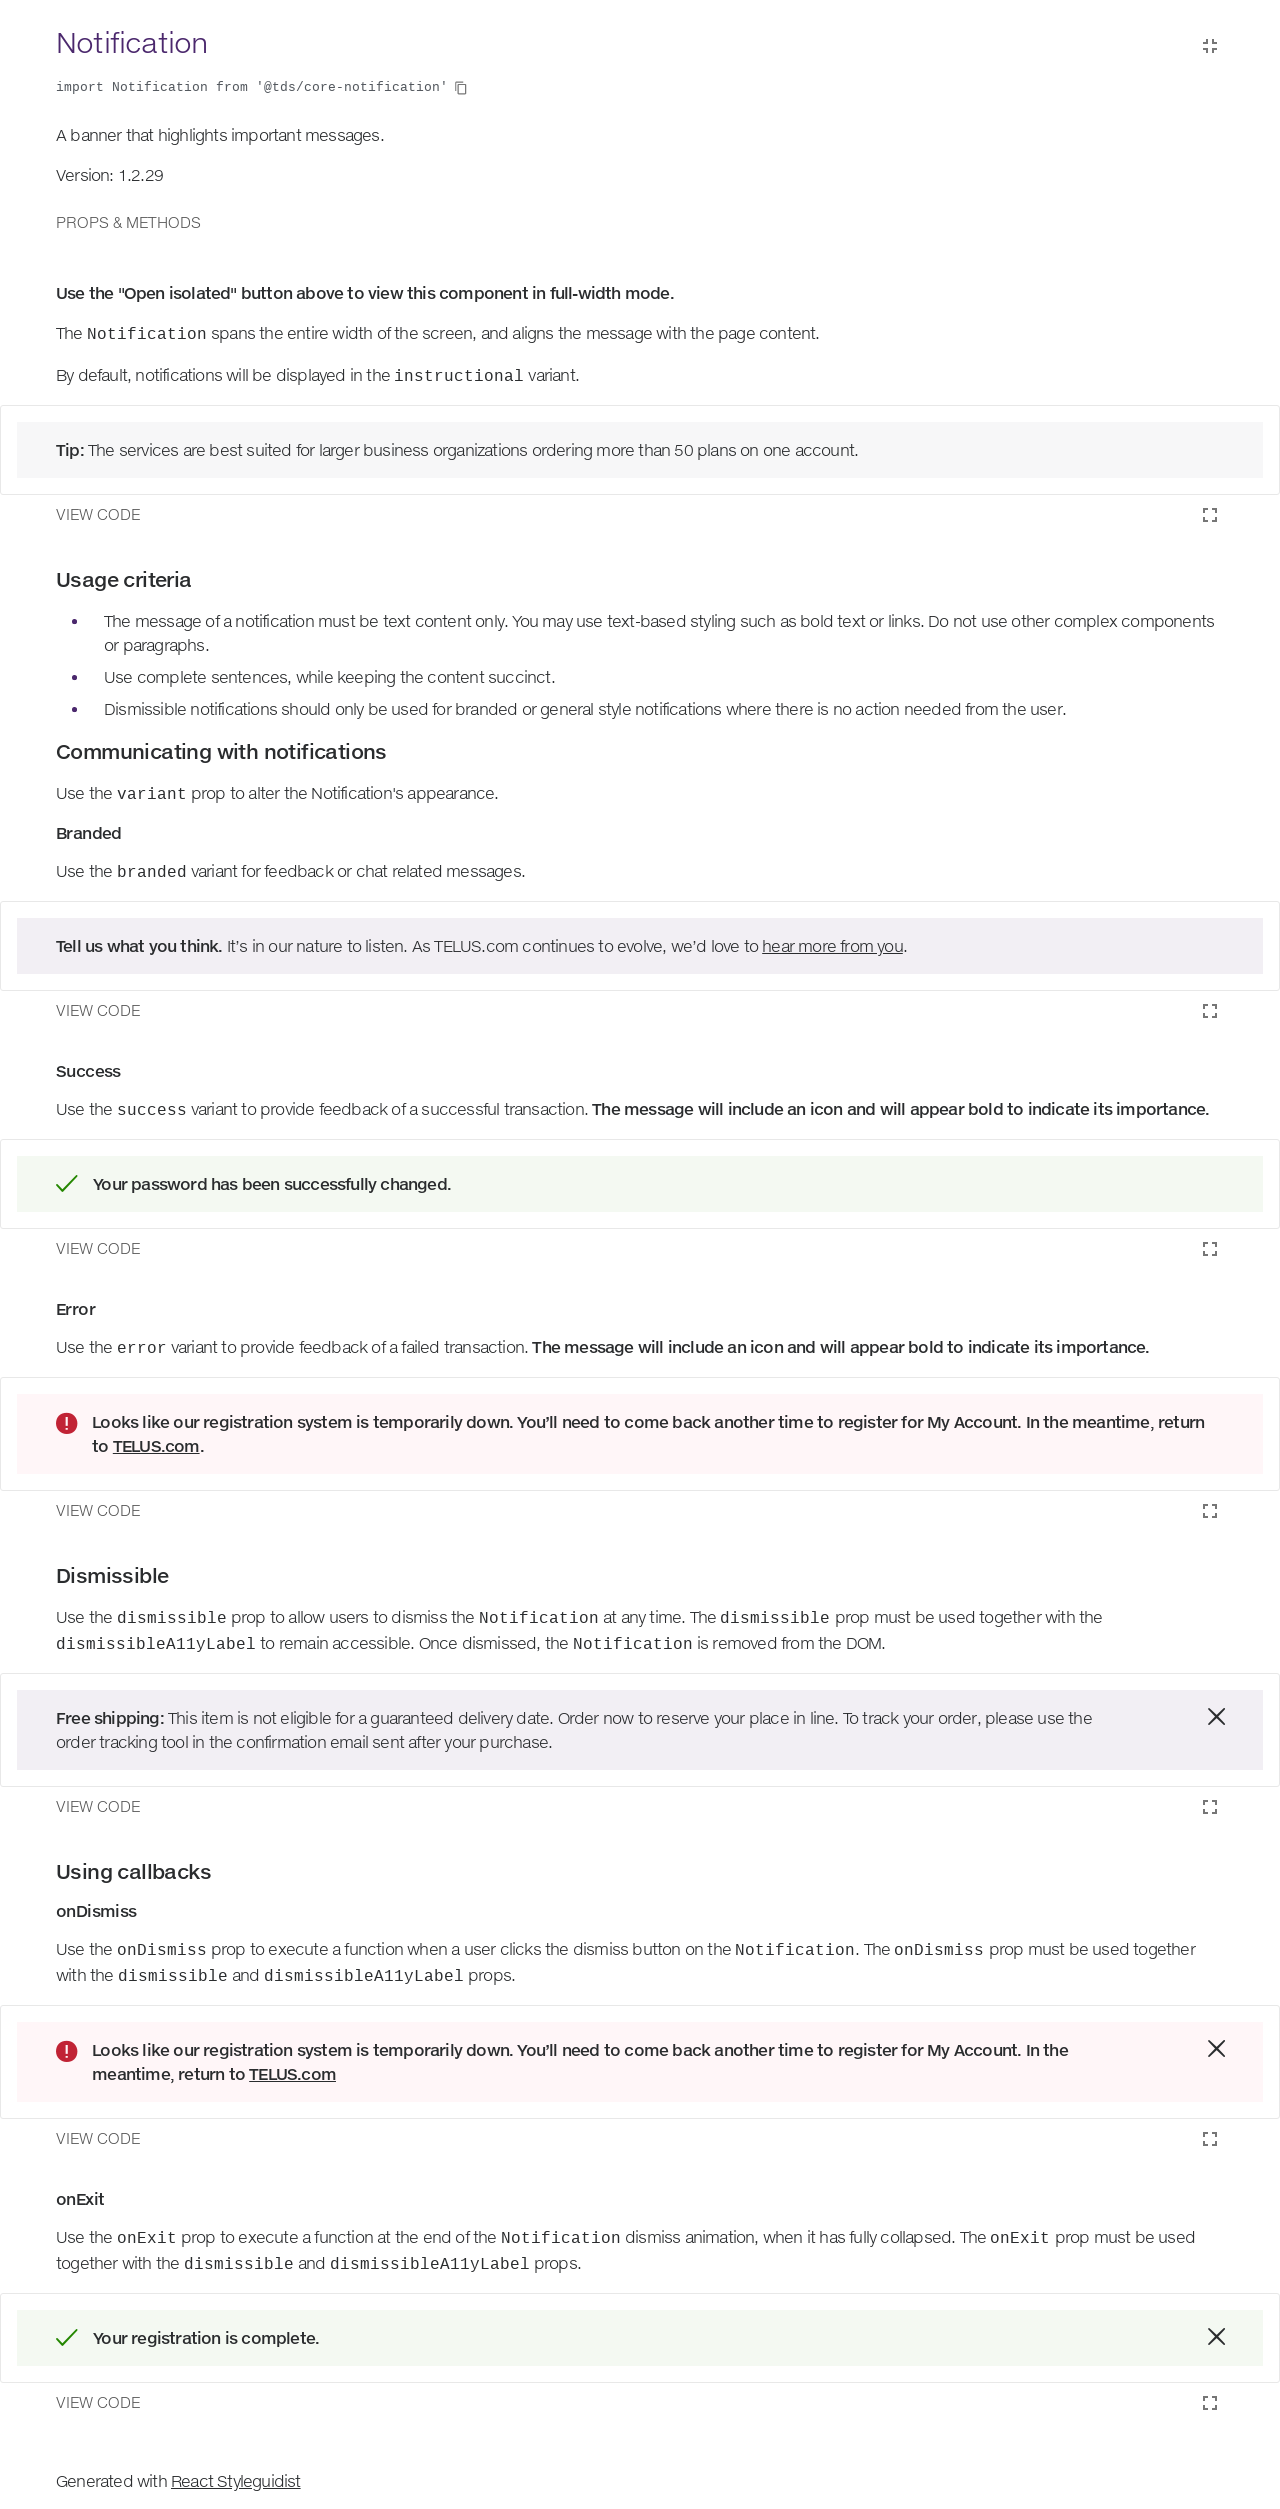 Notification
import Notification from '@tds/core-notification'
A banner that highlights important messages.
Version: 1.2.29
PROPS & METHODS
Use the "Open isolated" button above to view this component in full-width mode.
The Notification spans the entire width of the screen, and aligns the message with the page content.
By default, notifications will be displayed in the instructional variant.
Tip: The services are best suited for larger business organizations ordering more than 50 plans on one account.
VIEW CODE
Usage criteria
• The message of a notification must be text content only. You may use text-based styling such as bold text or links. Do not use other complex components
or paragraphs.
• Use complete sentences, while keeping the content succinct.
• Dismissible notifications should only be used for branded or general style notifications where there is no action needed from the user.
Communicating with notifications
Use the variant prop to alter the Notification's appearance.
Branded
Use the branded variant for feedback or chat related messages.
Tell us what you think. It’s in our nature to listen. As TELUS.com continues to evolve, we’d love to hear more from you.
VIEW CODE
Success
Use the success variant to provide feedback of a successful transaction. The message will include an icon and will appear bold to indicate its importance.
Your password has been successfully changed.
VIEW CODE
Error
Use the error variant to provide feedback of a failed transaction. The message will include an icon and will appear bold to indicate its importance.
Looks like our registration system is temporarily down. You’ll need to come back another time to register for My Account. In the meantime, return
to TELUS.com.
VIEW CODE
Dismissible
Use the dismissible prop to allow users to dismiss the Notification at any time. The dismissible prop must be used together with the
dismissibleA11yLabel to remain accessible. Once dismissed, the Notification is removed from the DOM.
Free shipping: This item is not eligible for a guaranteed delivery date. Order now to reserve your place in line. To track your order, please use the
order tracking tool in the confirmation email sent after your purchase.
VIEW CODE
Using callbacks
onDismiss
Use the onDismiss prop to execute a function when a user clicks the dismiss button on the Notification. The onDismiss prop must be used together
with the dismissible and dismissibleA11yLabel props.
Looks like our registration system is temporarily down. You’ll need to come back another time to register for My Account. In the
meantime, return to TELUS.com
VIEW CODE
onExit
Use the onExit prop to execute a function at the end of the Notification dismiss animation, when it has fully collapsed. The onExit prop must be used
together with the dismissible and dismissibleA11yLabel props.
Your registration is complete.
VIEW CODE
Generated with React Styleguidist